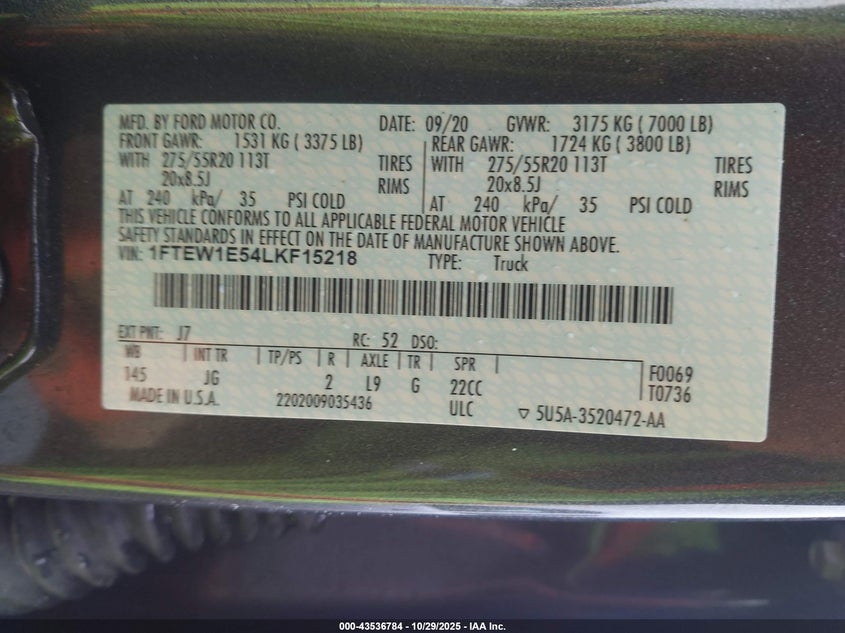 MFD. BY FORD MOTOR CO. DATE: 09/20 GVWR: 3175 KG ( 7000 LB)
FRONT GAWR: 1531 KG ( 3375 LB) REAR GAWR: 1724 KG ( 3800 LB)
WITH 275/55R20 113T TIRES WITH 275/55R20 113T TIRES
20x8.5J RIMS 20x8.5J RIMS
AT 240 kPa/ 35 PSI COLD AT 240 kPa/ 35 PSI COLD
THIS VEHICLE CONFORMS TO ALL APPLICABLE FEDERAL MOTOR VEHICLE
SAFETY STANDARDS IN EFFECT ON THE DATE OF MANUFACTURE SHOWN ABOVE.
VIN: 1FTEW1E54LKF15218 TYPE: Truck
EXT PNT: J7 RC: 52 DSO:
WB INT TR TP/PS R AXLE TR SPR F0069
145 JG 2 L9 G 22CC T0736
MADE IN U.S.A. 2202009035436 ULC ▽ 5U5A-3520472-AA
000-43536784 - 10/29/2025 - IAA Inc.